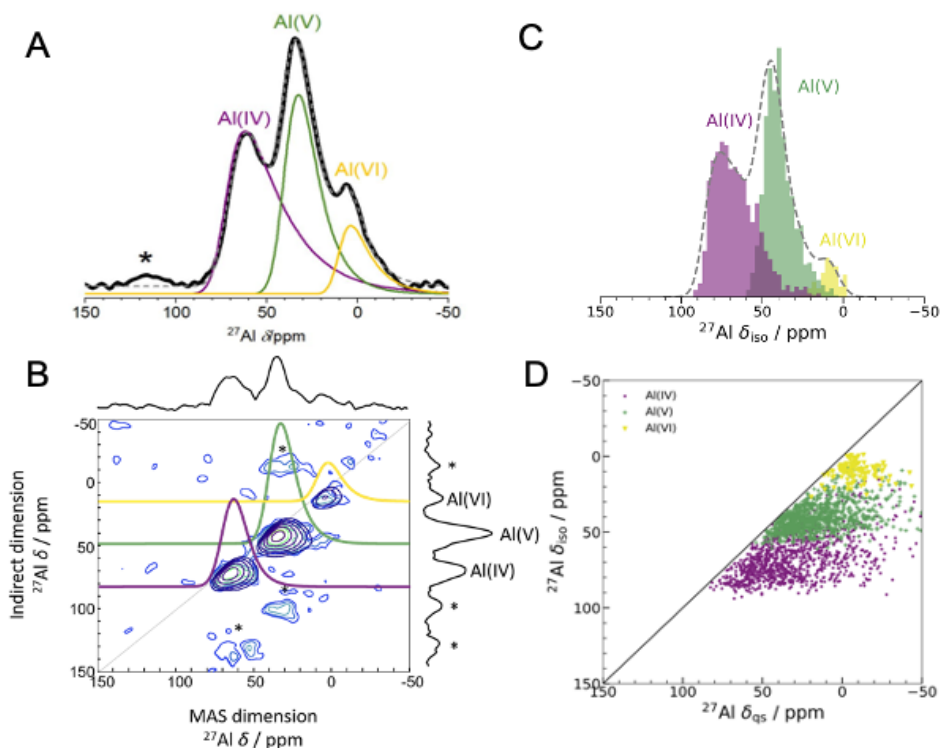 A
Al(V)
Al(IV)
Al(VI)
*
150 100 50 0 -50
²⁷Al δ/ppm
C
Al(V)
Al(IV)
Al(VI)
150 100 50 0 −50
²⁷Al δiso / ppm
B
-50
0
50
100
150
Indirect dimension
²⁷Al δ / ppm
*
*
*
150 100 50 0 -50
MAS dimension
²⁷Al δ / ppm
*
Al(VI)
Al(V)
Al(IV)
*
*
D
−50
0
50
100
150
²⁷Al δiso / ppm
Al(IV)
Al(V)
Al(VI)
150 100 50 0 −50
²⁷Al δqs / ppm